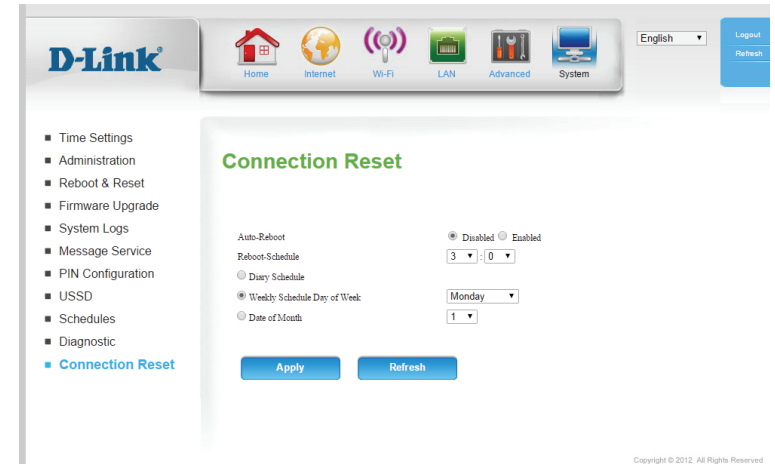 D-Link®
Home
Internet
Wi-Fi
LAN
Advanced
System
English
Logout
Refresh
Time Settings
Administration
Reboot & Reset
Firmware Upgrade
System Logs
Message Service
PIN Configuration
USSD
Schedules
Diagnostic
Connection Reset
Connection Reset
Auto-Reboot Disabled Enabled
Reboot-Schedule 3 : 0
Diary Schedule
Weekly Schedule Day of Week Monday
Date of Month 1
Apply Refresh
Copyright © 2012 All Rights Reserved